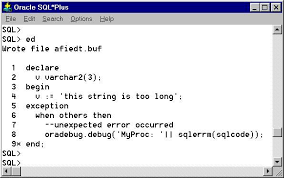 Oracle SQL*Plus
File Edit Search Options Help
SQL>
SQL> ed
Wrote file afiedt.buf
1 declare
2 v varchar2(3);
3 begin
4 v := 'this string is too long';
5 exception
6 when others then
7 --unexpected error occurred
8 oradebug.debug('MyProc: '|| sqlerrm(sqlcode));
9* end;
SQL>
SQL>